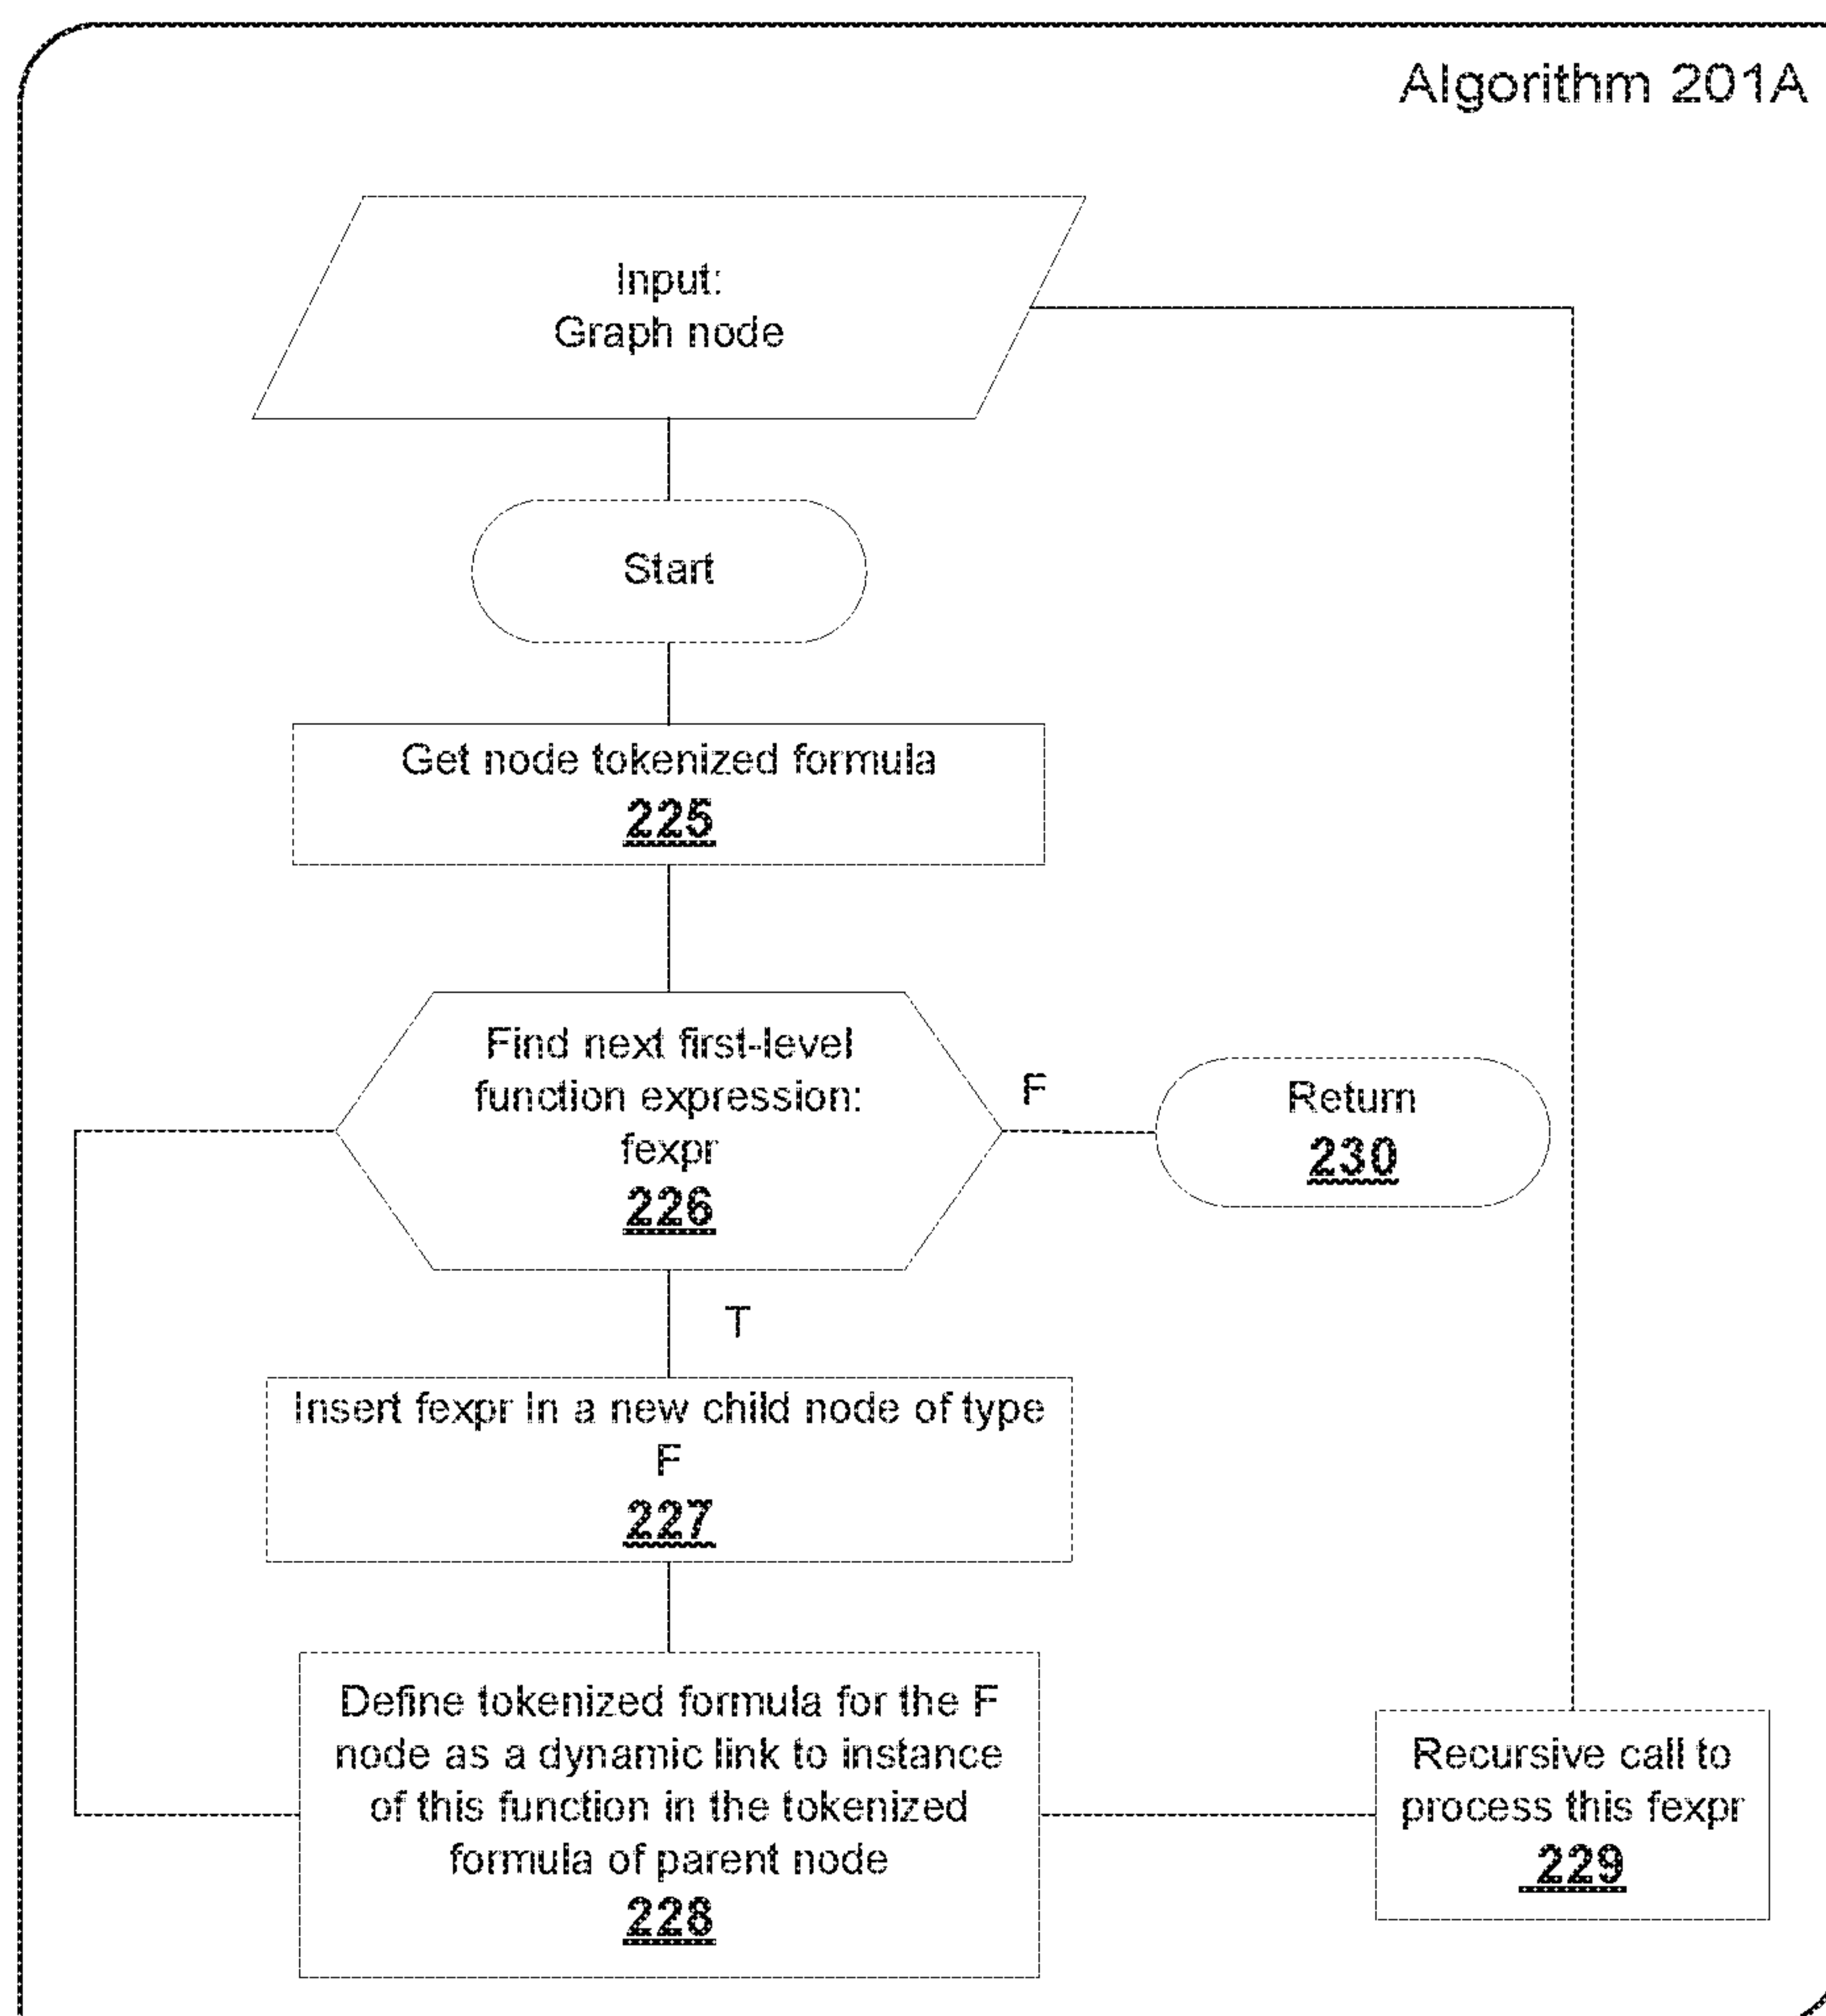 Algorithm 201A
Input:
Graph node
Start
Get node tokenized formula
225
Find next first-level
function expression:
fexpr
226
F
Return
230
T
Insert fexpr in a new child node of type
F
227
Define tokenized formula for the F
node as a dynamic link to instance
of this function in the tokenized
formula of parent node
228
Recursive call to
process this fexpr
229